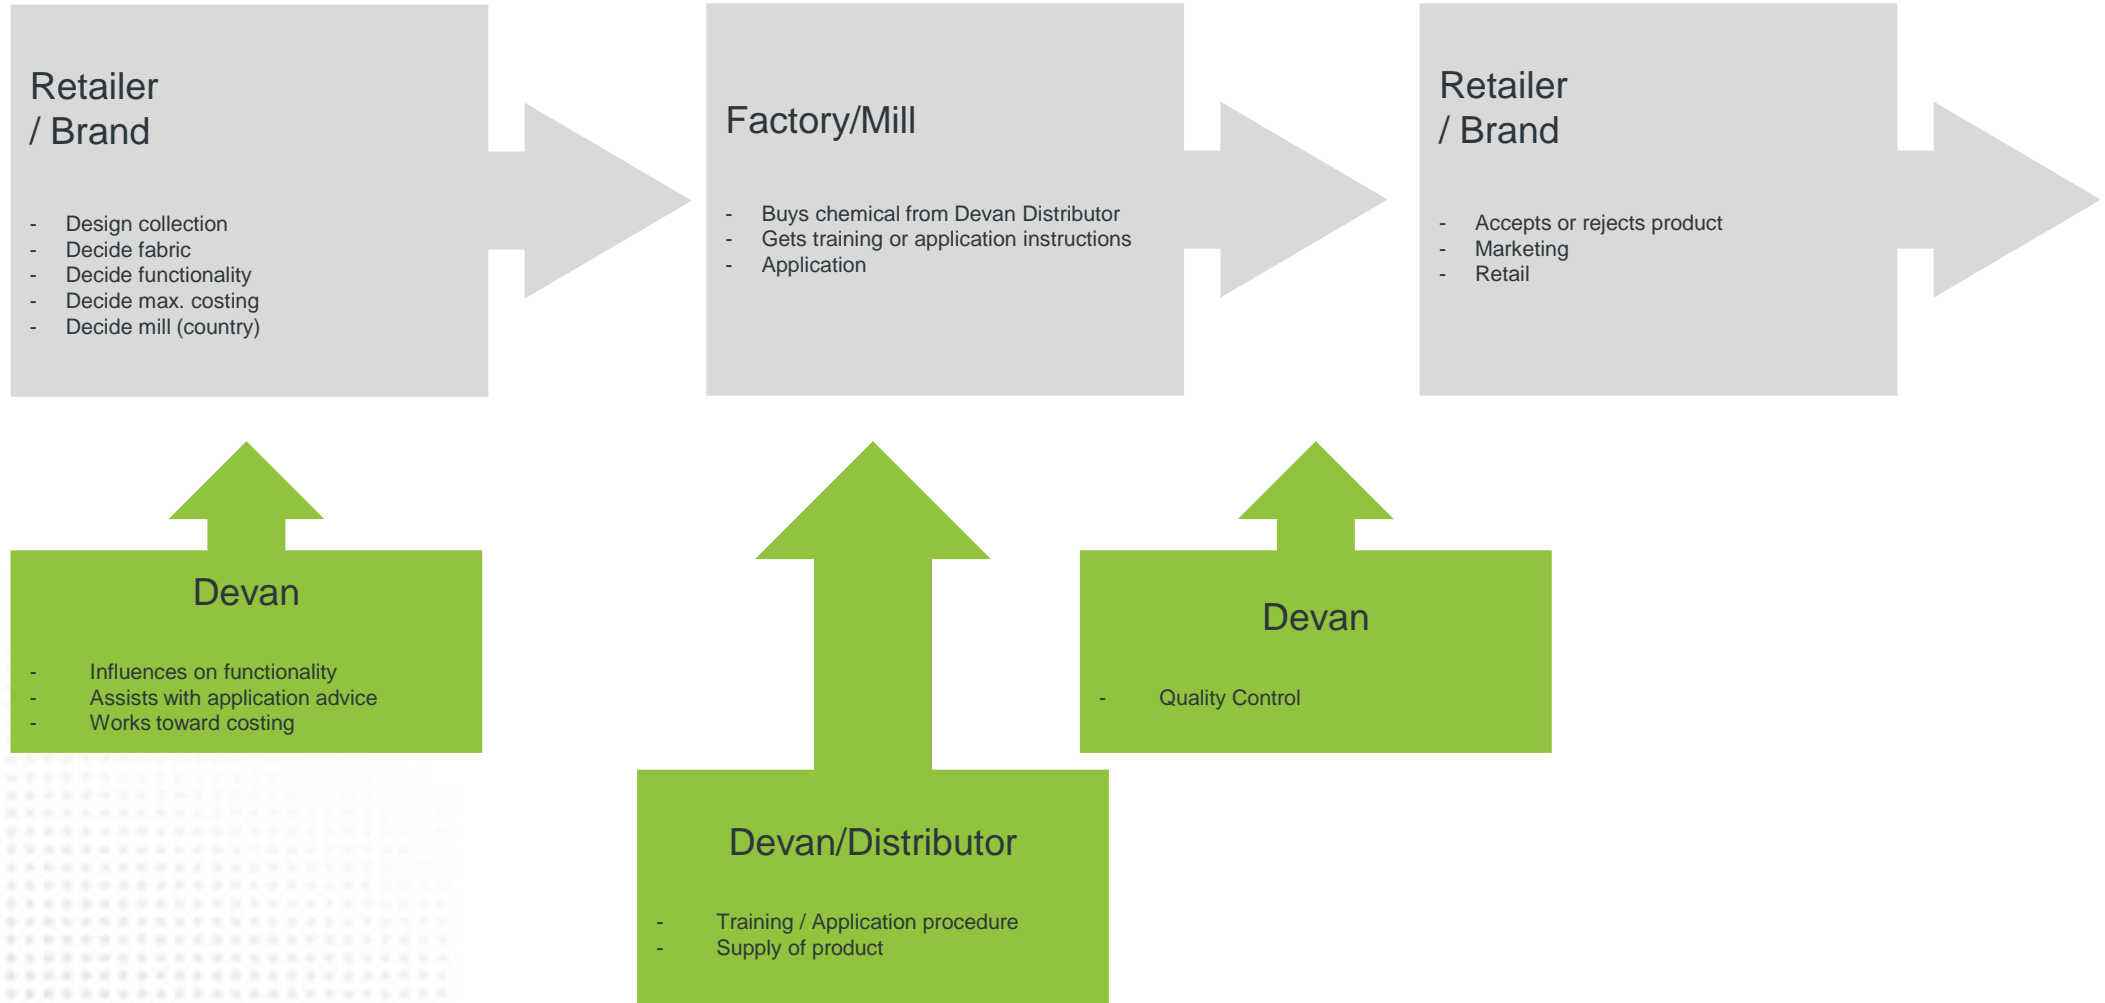 Retailer
/ Brand
- Design collection
- Decide fabric
- Decide functionality
- Decide max. costing
- Decide mill (country)
Factory/Mill
- Buys chemical from Devan Distributor
- Gets training or application instructions
- Application
Retailer
/ Brand
- Accepts or rejects product
- Marketing
- Retail
Devan
- Influences on functionality
- Assists with application advice
- Works toward costing
Devan/Distributor
- Training / Application procedure
- Supply of product
Devan
- Quality Control